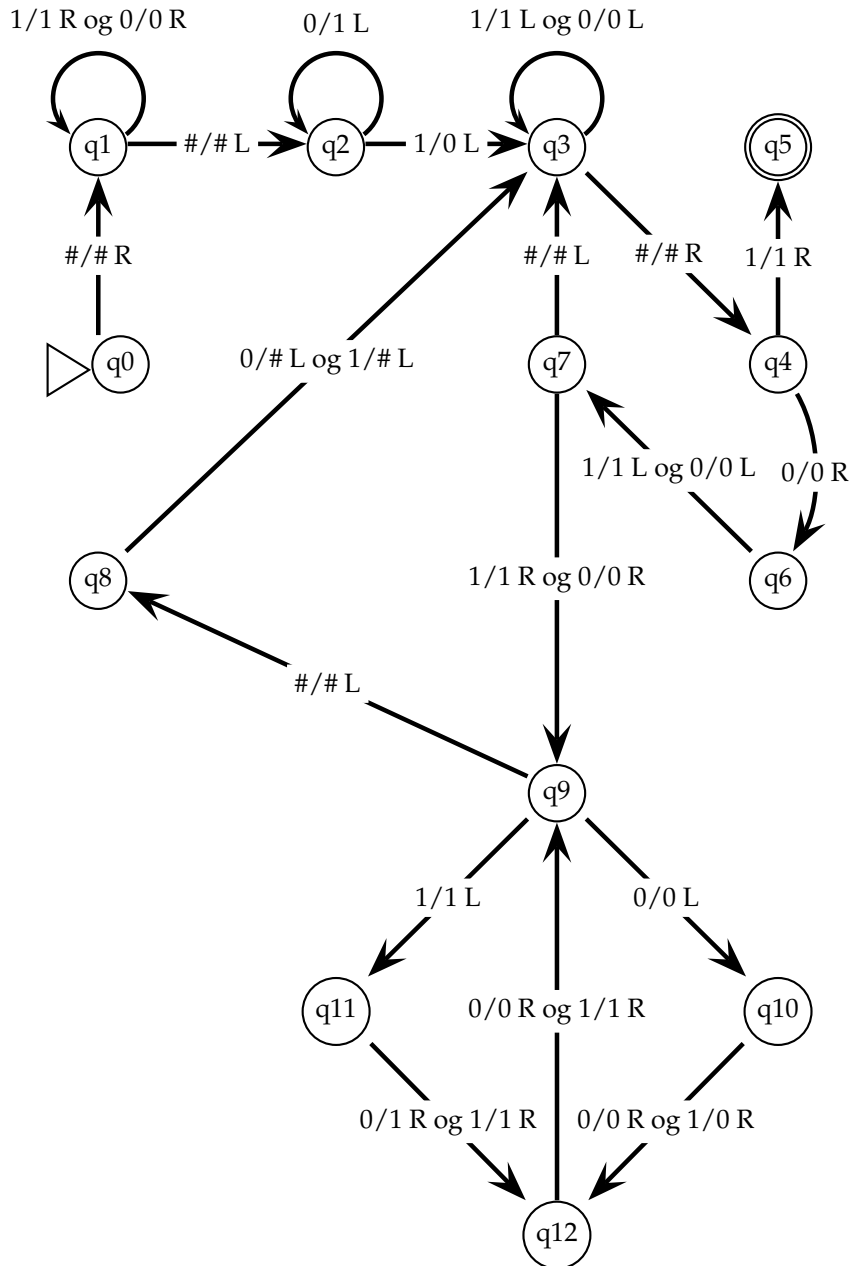 1/1 R og 0/0 R
0/1 L
1/1 L og 0/0 L
q1
#/# L
q2
1/0 L
q3
q5
#/# R
#/# L
#/# R
1/1 R
q0
0/# L og 1/# L
q7
q4
1/1 L og 0/0 L
0/0 R
q8
1/1 R og 0/0 R
q6
#/# L
q9
1/1 L
0/0 L
q11
0/0 R og 1/1 R
q10
0/1 R og 1/1 R
0/0 R og 1/0 R
q12